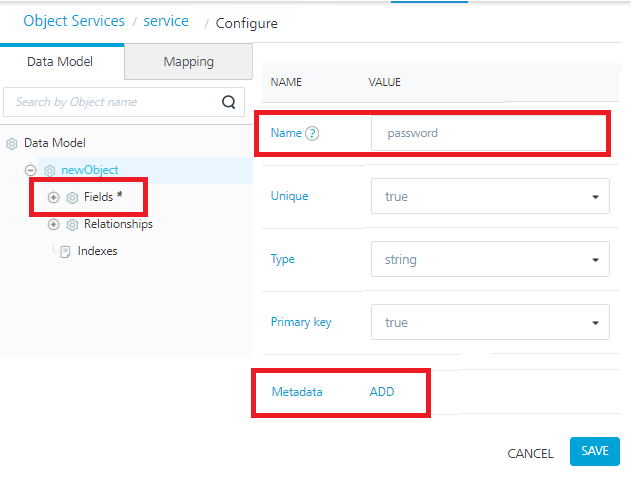 Object Services / service / Configure
Data Model Mapping
Search by Object name
Data Model
newObject
Fields *
Relationships
Indexes
NAME VALUE
Name ? password
Unique true
Type string
Primary key true
Metadata ADD
CANCEL SAVE